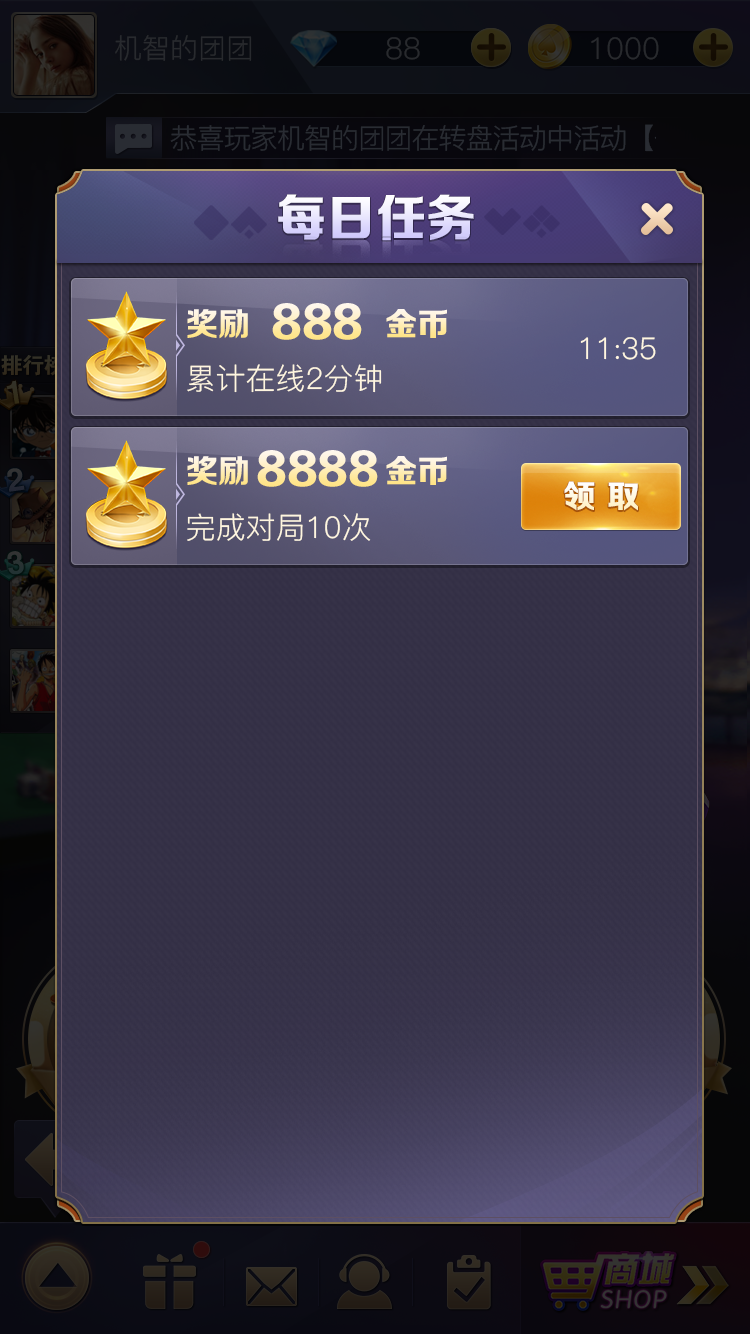 机智的团团
88
1000
恭喜玩家机智的团团在转盘活动中活动【
每日任务
奖励 888 金币
累计在线2分钟
11:35
排行榜
1
奖励 8888 金币
完成对局10次
领取
2
3
商城
SHOP